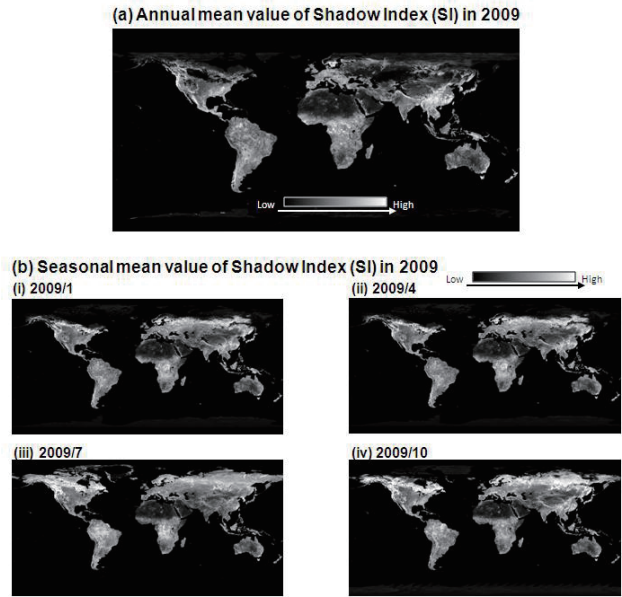 (a) Annual mean value of Shadow Index (SI) in 2009
Low High
(b) Seasonal mean value of Shadow Index (SI) in 2009
Low High
(i) 2009/1
(ii) 2009/4
(iii) 2009/7
(iv) 2009/10